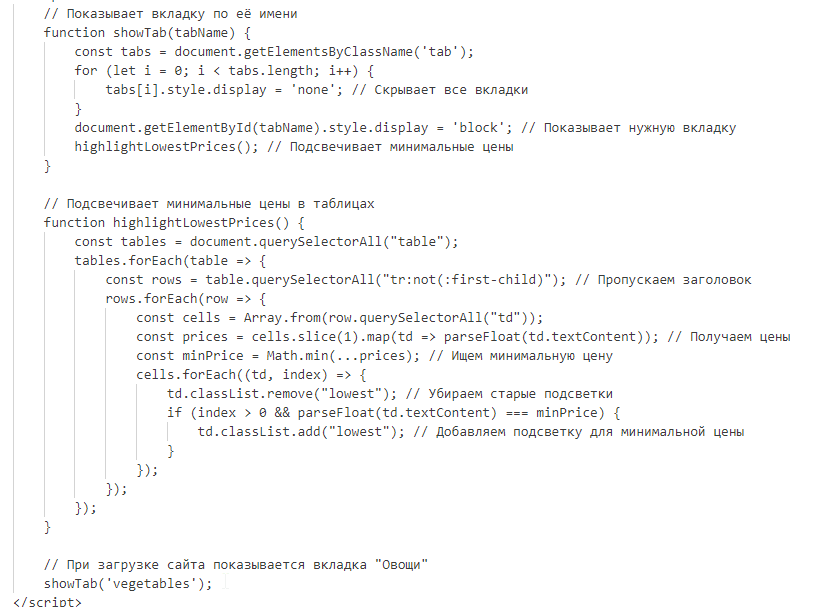 // Показывает вкладку по её имени
function showTab(tabName) {
const tabs = document.getElementsByClassName('tab');
for (let i = 0; i < tabs.length; i++) {
tabs[i].style.display = 'none'; // Скрывает все вкладки
}
document.getElementById(tabName).style.display = 'block'; // Показывает нужную вкладку
highlightLowestPrices(); // Подсвечивает минимальные цены
}
// Подсвечивает минимальные цены в таблицах
function highlightLowestPrices() {
const tables = document.querySelectorAll("table");
tables.forEach(table => {
const rows = table.querySelectorAll("tr:not(:first-child)"); // Пропускаем заголовок
rows.forEach(row => {
const cells = Array.from(row.querySelectorAll("td"));
const prices = cells.slice(1).map(td => parseFloat(td.textContent)); // Получаем цены
const minPrice = Math.min(...prices); // Ищем минимальную цену
cells.forEach((td, index) => {
td.classList.remove("lowest"); // Убираем старые подсветки
if (index > 0 && parseFloat(td.textContent) === minPrice) {
td.classList.add("lowest"); // Добавляем подсветку для минимальной цены
}
});
});
});
}
// При загрузке сайта показывается вкладка "Овощи"
showTab('vegetables');
</script>